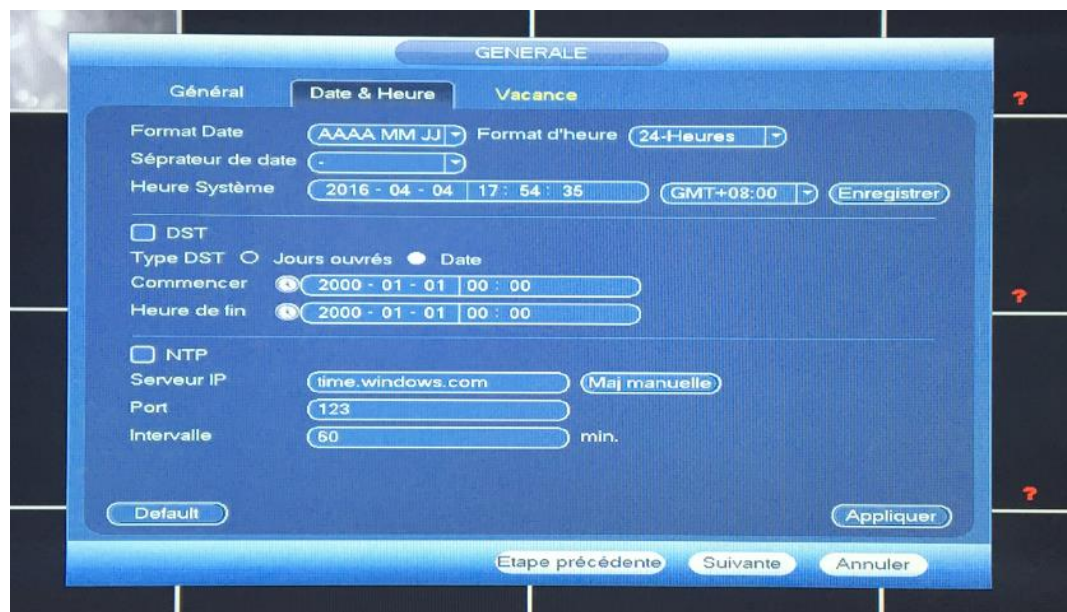 GENERALE
Général Date & Heure Vacance
Format Date AAAA MM JJ Format d'heure 24-Heures
Séprateur de date -
Heure Système 2016 - 04 - 04 17 : 54 : 35 GMT+08:00 Enregistrer
DST
Type DST Jours ouvrés Date
Commencer 2000 - 01 - 01 00 : 00
Heure de fin 2000 - 01 - 01 00 : 00
NTP
Serveur IP time.windows.com Maj manuelle
Port 123
Intervalle 60 min.
Default Appliquer
Etape précédente Suivante Annuler
?
?
?